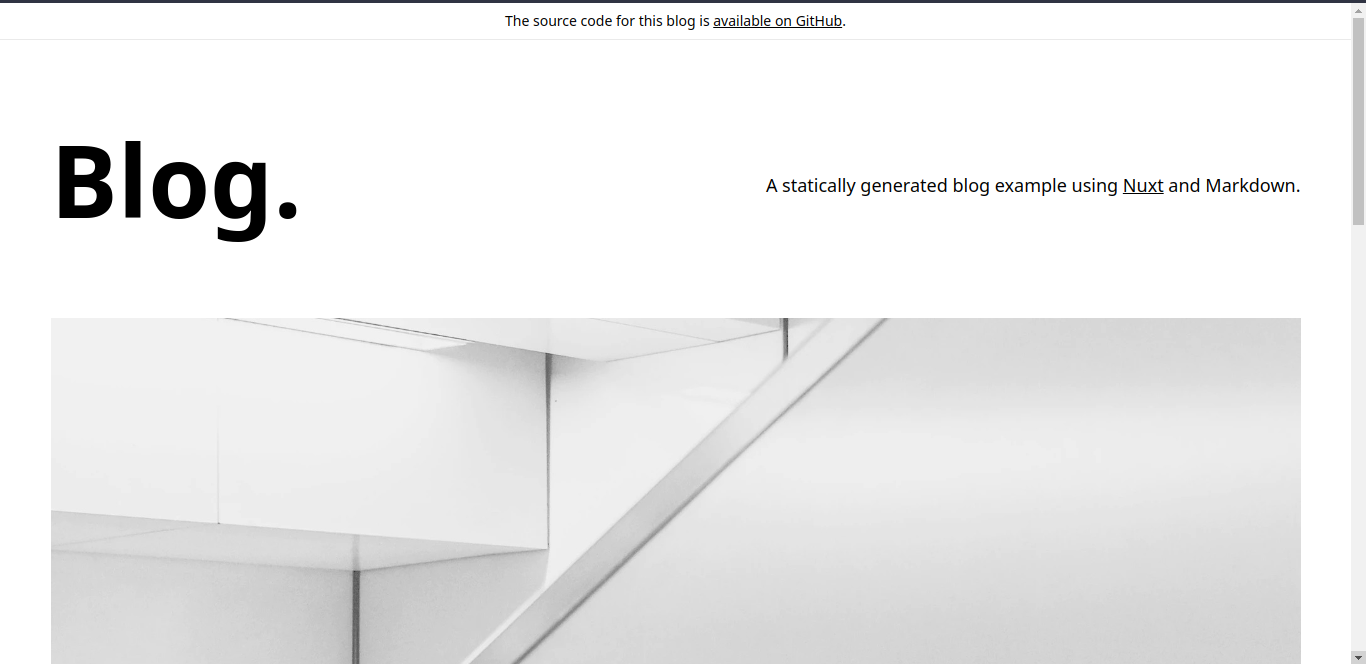 The source code for this blog is available on GitHub.
Blog.
A statically generated blog example using Nuxt and Markdown.